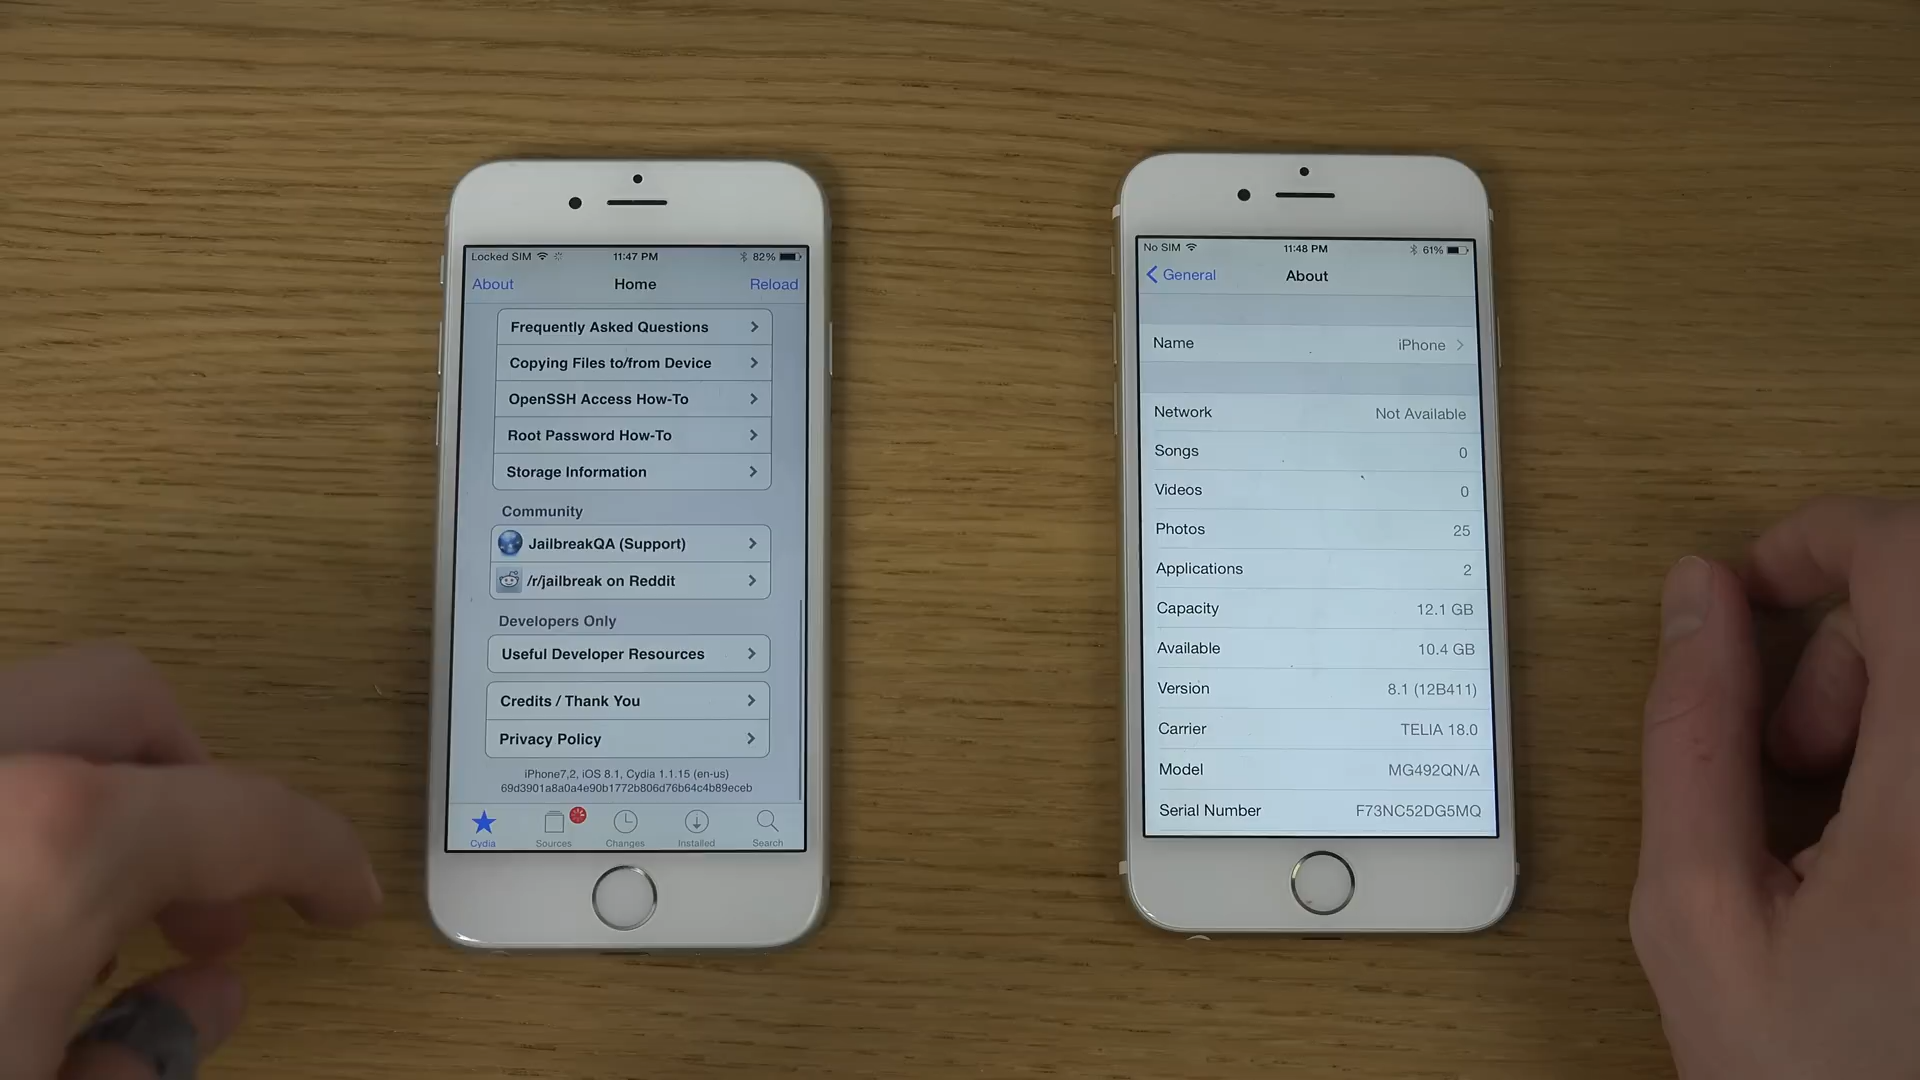 Locked SIM 11:47 PM 82%
About Home Reload
Frequently Asked Questions
Copying Files to/from Device
OpenSSH Access How-To
Root Password How-To
Storage Information
Community
JailbreakQA (Support)
/r/jailbreak on Reddit
Developers Only
Useful Developer Resources
Credits / Thank You
Privacy Policy
iPhone7,2, iOS 8.1, Cydia 1.1.15 (en-us)
69d3901a8a0a4e90b1772b806d76b64c4b89eceb
Cydia Sources Changes Installed Search
No SIM 11:48 PM 61%
General About
Name iPhone
Network Not Available
Songs 0
Videos 0
Photos 25
Applications 2
Capacity 12.1 GB
Available 10.4 GB
Version 8.1 (12B411)
Carrier TELIA 18.0
Model MG492QN/A
Serial Number F73NC52DG5MQ